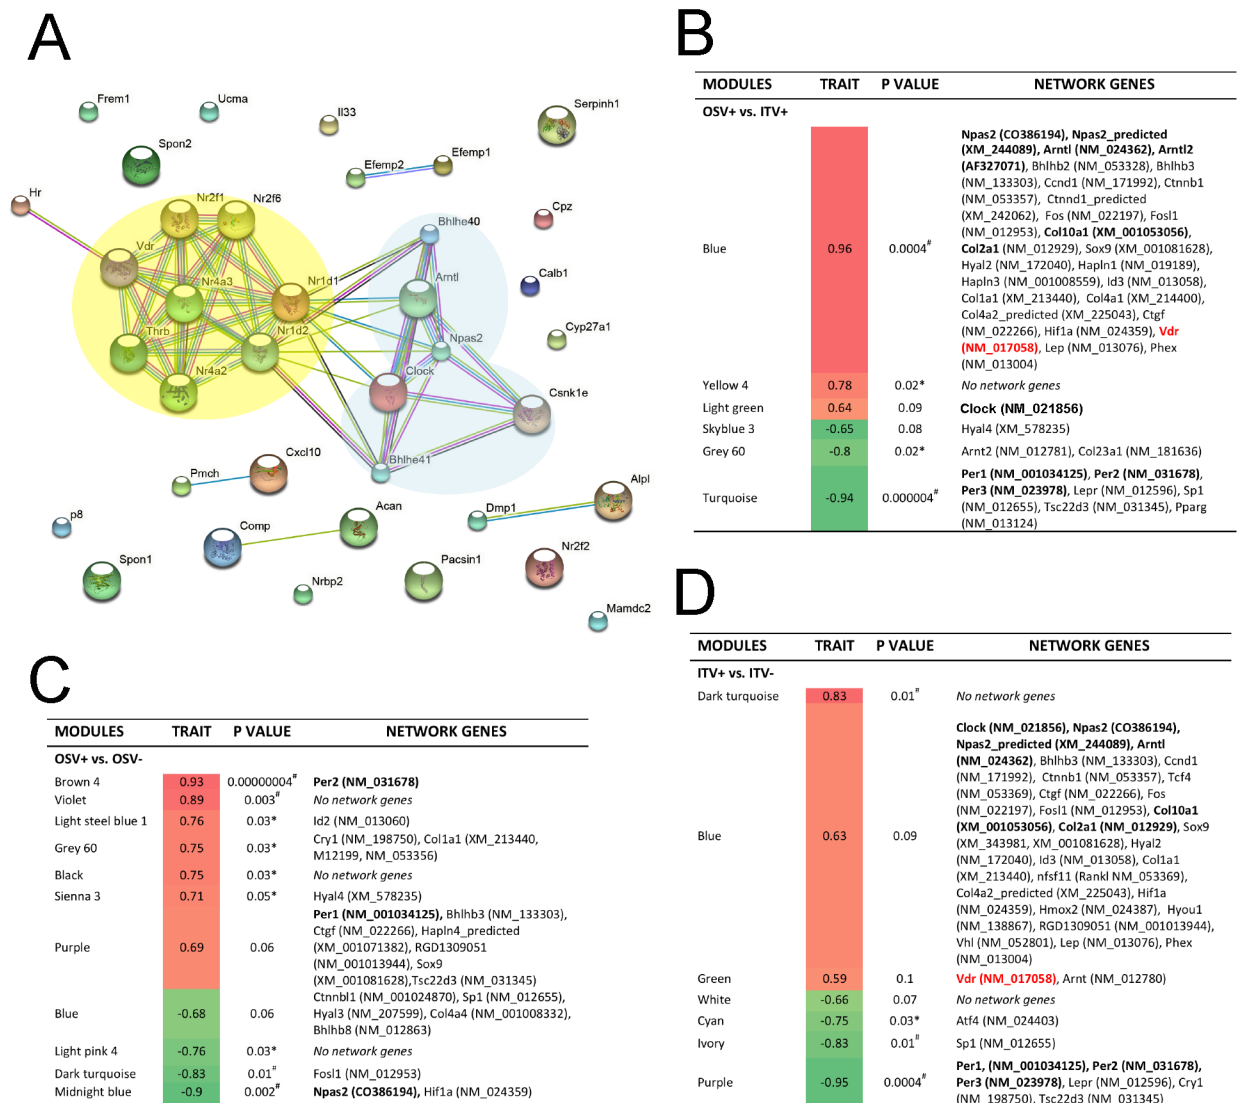 A
Frem1
Ucma
Il33
Serpinh1
Spon2
Efemp2
Efemp1
Hr
Nr2f1
Nr2f6
Cpz
Bhlhe40
Vdr
Calb1
Nr4a3
Nr1d1
Arntl
Thrb
Nr1d2
Npas2
Cyp27a1
Nr4a2
Clock
Csnk1e
Bhlhe41
Pmch
Cxcl10
Alpl
p8
Comp
Acan
Dmp1
Spon1
Pacsin1
Nr2f2
Nrbp2
Mamdc2
B
MODULES TRAIT P VALUE NETWORK GENES
OSV+ vs. ITV+
Npas2 (CO386194), Npas2_predicted
(XM_244089), Arntl (NM_024362), Arntl2
(AF327071), Bhlhb2 (NM_053328), Bhlhb3
(NM_133303), Ccnd1 (NM_171992), Ctnnb1
(NM_053357), Ctnnd1_predicted
(XM_242062), Fos (NM_022197), Fosl1
(NM_012953), Col10a1 (XM_001053056),
Blue 0.96 0.0004# Col2a1 (NM_012929), Sox9 (XM_001081628),
Hyal2 (NM_172040), Hapln1 (NM_019189),
Hapln3 (NM_001008559), Id3 (NM_013058),
Col1a1 (XM_213440), Col4a1 (XM_214400),
Col4a2_predicted (XM_225043), Ctgf
(NM_022266), Hif1a (NM_024359), Vdr
(NM_017058), Lep (NM_013076), Phex
(NM_013004)
Yellow 4 0.78 0.02* No network genes
Light green 0.64 0.09 Clock (NM_021856)
Skyblue 3 -0.65 0.08 Hyal4 (XM_578235)
Grey 60 -0.8 0.02* Arnt2 (NM_012781), Col23a1 (NM_181636)
Per1 (NM_001034125), Per2 (NM_031678),
Turquoise -0.94 0.000004# Per3 (NM_023978), Lepr (NM_012596), Sp1
(NM_012655), Tsc22d3 (NM_031345), Pparg
(NM_013124)
C
MODULES TRAIT P VALUE NETWORK GENES
OSV+ vs. OSV-
Brown 4 0.93 0.00000004# Per2 (NM_031678)
Violet 0.89 0.003# No network genes
Light steel blue 1 0.76 0.03* Id2 (NM_013060)
Grey 60 0.75 0.03* Cry1 (NM_198750), Col1a1 (XM_213440,
M12199, NM_053356)
Black 0.75 0.03* No network genes
Sienna 3 0.71 0.05* Hyal4 (XM_578235)
Per1 (NM_001034125), Bhlhb3 (NM_133303),
Ctgf (NM_022266), Hapln4_predicted
Purple 0.69 0.06 (XM_001071382), RGD1309051
(NM_001013944), Sox9
(XM_001081628),Tsc22d3 (NM_031345)
Ctnnbl1 (NM_001024870), Sp1 (NM_012655),
Blue -0.68 0.06 Hyal3 (NM_207599), Col4a4 (NM_001008332),
Bhlhb8 (NM_012863)
Light pink 4 -0.76 0.03* No network genes
Dark turquoise -0.83 0.01# Fosl1 (NM_012953)
Midnight blue -0.9 0.002# Npas2 (CO386194), Hif1a (NM_024359)
D
MODULES TRAIT P VALUE NETWORK GENES
ITV+ vs. ITV-
Dark turquoise 0.83 0.01# No network genes
Clock (NM_021856), Npas2 (CO386194),
Npas2_predicted (XM_244089), Arntl
(NM_024362), Bhlhb3 (NM_133303), Ccnd1
(NM_171992), Ctnnb1 (NM_053357), Tcf4
(NM_053369), Ctgf (NM_022266), Fos
(NM_022197), Fosl1 (NM_012953), Col10a1
(XM_001053056), Col2a1 (NM_012929), Sox9
Blue 0.63 0.09 (XM_343981, XM_001081628), Hyal2
(NM_172040), Id3 (NM_013058), Col1a1
(XM_213440), nfsf11 (Rankl NM_053369),
Col4a2_predicted (XM_225043), Hif1a
(NM_024359), Hmox2 (NM_024387), Hyou1
(NM_138867), RGD1309051 (NM_001013944),
Vhl (NM_052801), Lep (NM_013076), Phex
(NM_013004)
Green 0.59 0.1 Vdr (NM_017058), Arnt (NM_012780)
White -0.66 0.07 No network genes
Cyan -0.75 0.03* Atf4 (NM_024403)
Ivory -0.83 0.01# Sp1 (NM_012655)
Per1, (NM_001034125), Per2 (NM_031678),
Purple -0.95 0.0004# Per3 (NM_023978), Lepr (NM_012596), Cry1
(NM_198750), Tsc22d3 (NM_031345)